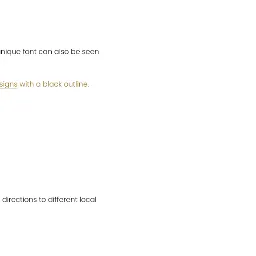 nique font can also be seen
signs with a black outline.
directions to different local